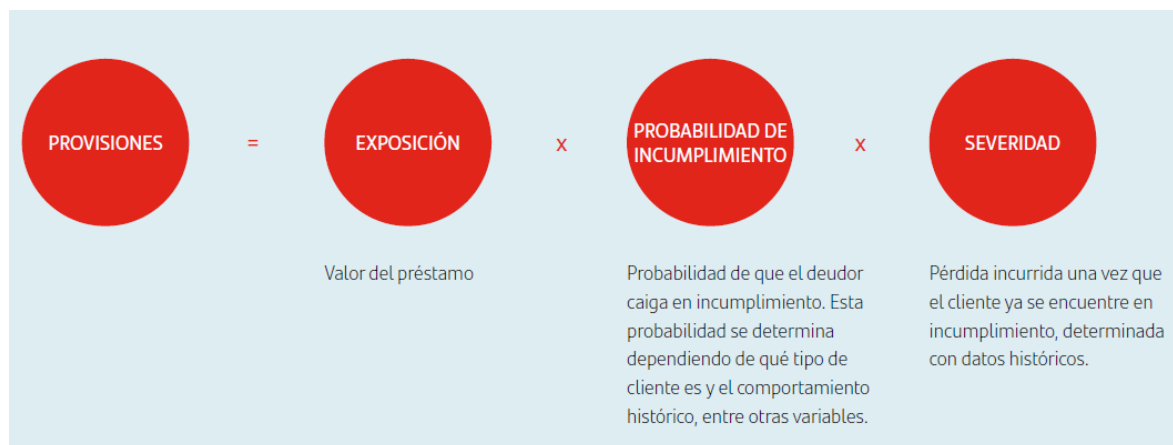 PROVISIONES
=
EXPOSICIÓN
x
PROBABILIDAD DE
INCUMPLIMIENTO
x
SEVERIDAD
Valor del préstamo
Probabilidad de que el deudor
caiga en incumplimiento. Esta
probabilidad se determina
dependiendo de qué tipo de
cliente es y el comportamiento
histórico, entre otras variables.
Pérdida incurrida una vez que
el cliente ya se encuentre en
incumplimiento, determinada
con datos históricos.